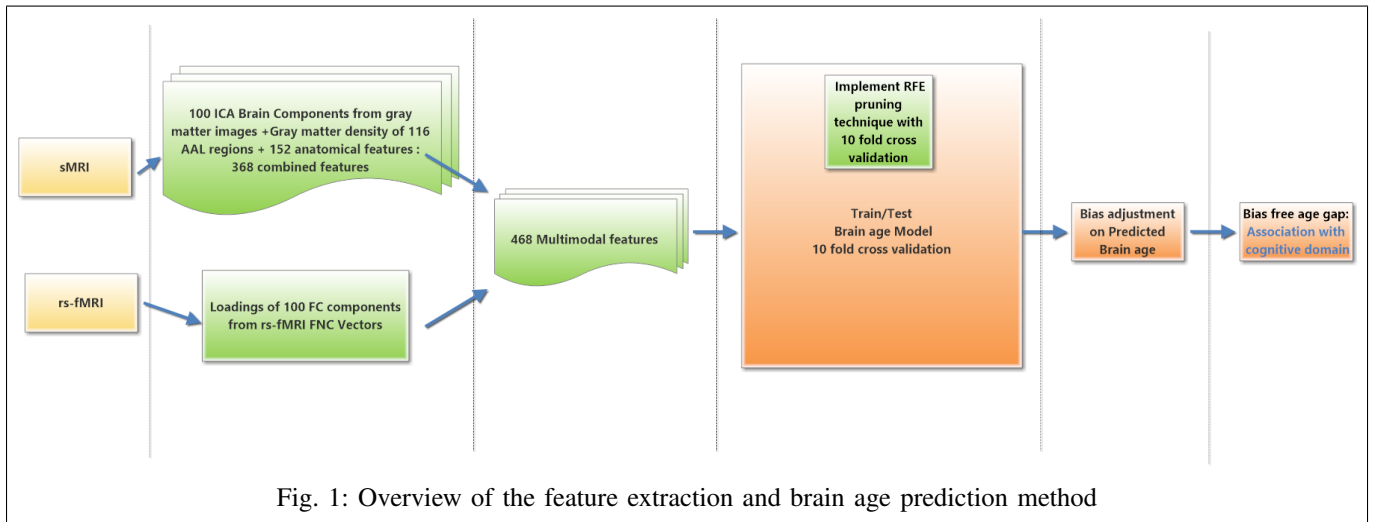 sMRI
100 ICA Brain Components from gray
matter images +Gray matter density of 116
AAL regions + 152 anatomical features :
368 combined features
rs-fMRI
Loadings of 100 FC components
from rs-fMRI FNC Vectors
468 Multimodal features
Implement RFE
pruning
technique with
10 fold cross
validation
Train/Test
Brain age Model
10 fold cross validation
Bias adjustment
on Predicted
Brain age
Bias free age gap:
Association with
cognitive domain
Fig. 1: Overview of the feature extraction and brain age prediction method